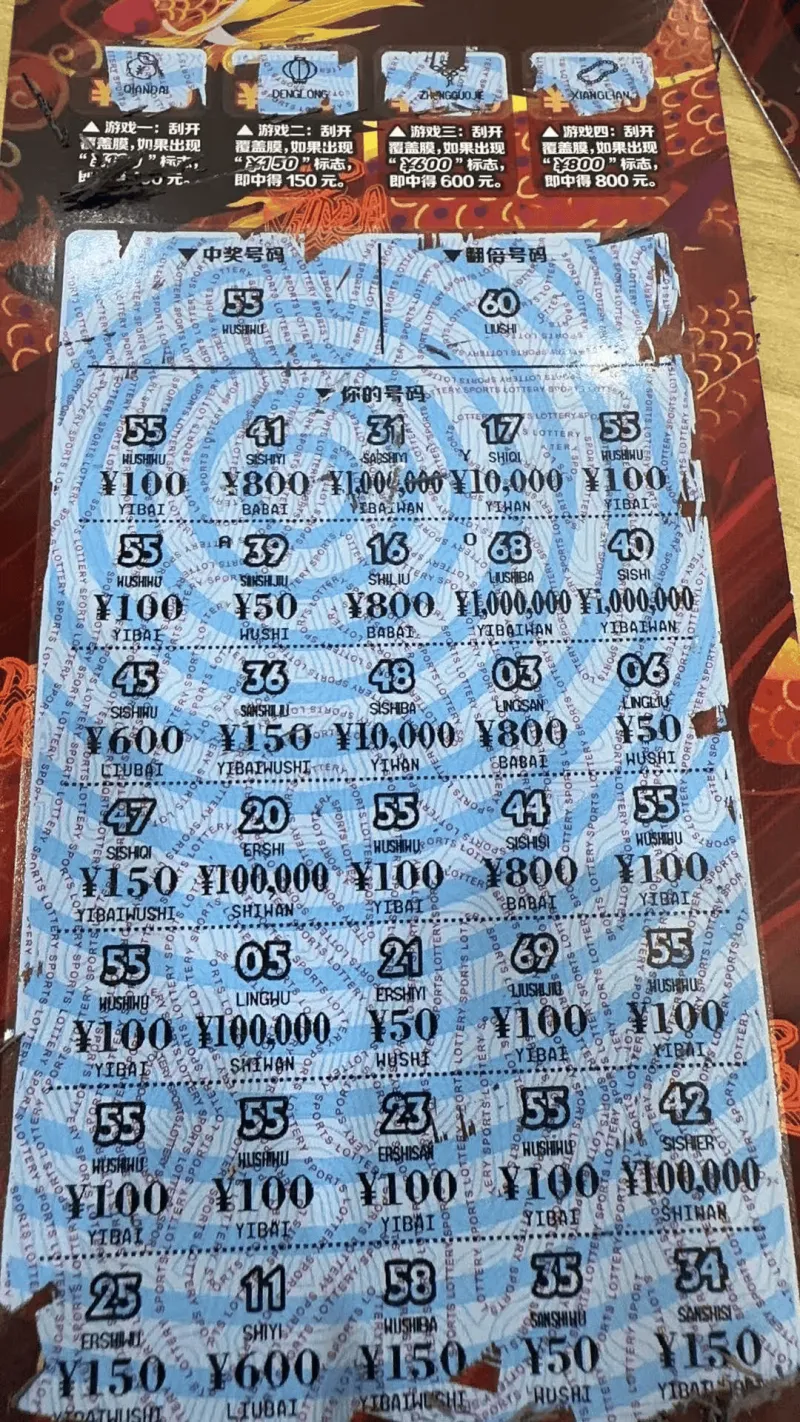 QIANDAI DENGLONG ZHONGGUOJIE XIANGLIAN
▲游戏一：刮开 ▲游戏二：刮开 ▲游戏三：刮开 ▲游戏四：刮开
覆盖膜，如果出现 覆盖膜，如果出现 覆盖膜，如果出现 覆盖膜，如果出现
”标志， “¥150”标志， “¥600”标志， “¥800”标志，
即中得 元。 即中得 150 元。 即中得 600 元。 即中得 800 元。
▼中奖号码 ▼翻倍号码
55 60
WUSHIWU LIUSHI
▼你的号码
55 41 31 17 55
WUSHIWU SISHIYI SANSHIYI Y SHIQI WUSHIWU
¥100 ¥800 ¥1,000,000 ¥10,000 ¥100
YIBAI BABAI YIBAIWAN YIWAN YIBAI
55 A 39 16 O 68 40
WUSHIWU SANSHIJIU SHILIU LIUSHIBA SISHI
¥100 ¥50 ¥800 ¥1,000,000 ¥1,000,000
YIBAI WUSHI BABAI YIBAIWAN YIBAIWAN
45 36 48 03 06
SISHIWU SANSHILIU SISHIBA LINGSAN LINGLIU
¥600 ¥150 ¥10,000 ¥800 ¥50
LIUBAI YIBAIWUSHI YIWAN BABAI WUSHI
47 20 55 44 55
SISHIQI ERSHI WUSHIWU SISHISI WUSHIWU
¥150 ¥100,000 ¥100 ¥800 ¥100
YIBAIWUSHI SHIWAN YIBAI BABAI YIBAI
55 05 21 69 55
WUSHIWU LINGWU ERSHIYI LIUSHIJIU WUSHIWU
¥100 ¥100,000 ¥50 ¥100 ¥100
YIBAI SHIWAN WUSHI YIBAI YIBAI
55 55 23 55 42
WUSHIWU WUSHIWU ERSHISAN WUSHIWU SISHIER
¥100 ¥100 ¥100 ¥100 ¥100,000
YIBAI YIBAI YIBAI YIBAI SHIWAN
25 11 58 35 34
ERSHIWU SHIYI WUSHIBA SANSHIWU SANSHISI
¥150 ¥600 ¥150 ¥50 ¥150
YIBAIWUSHI LIUBAI YIBAIWUSHI WUSHI